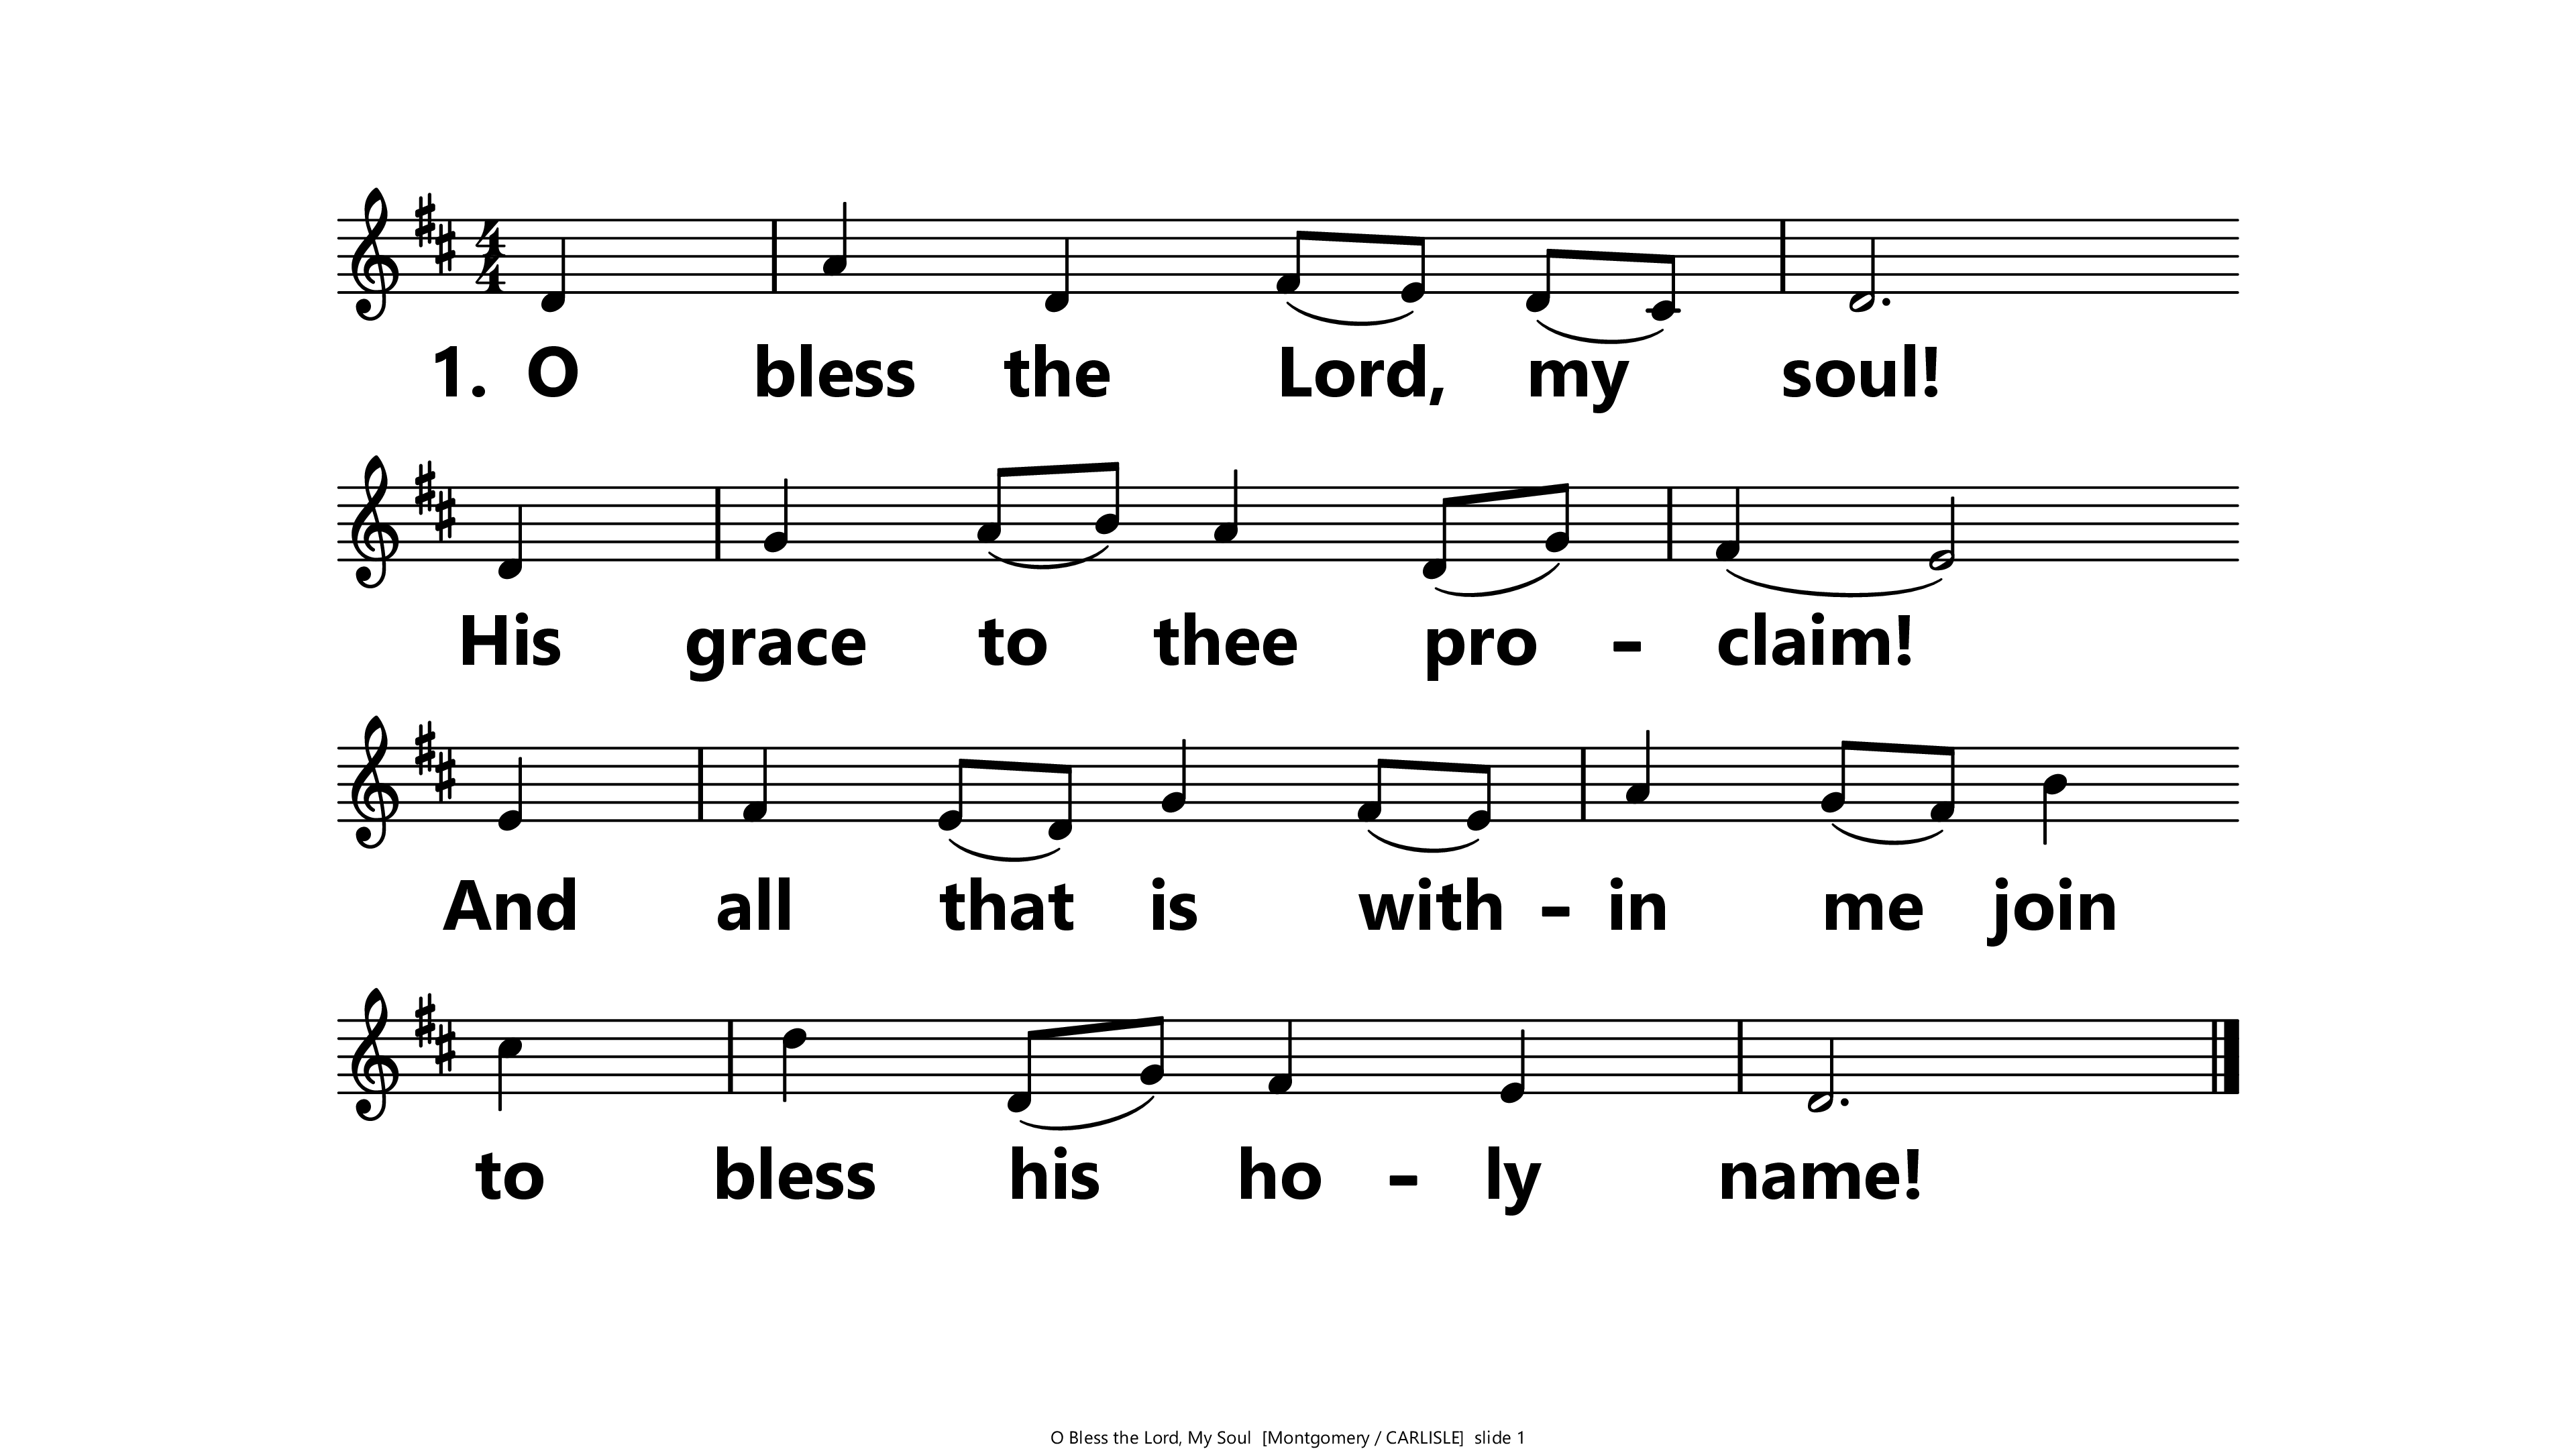 1. O bless the Lord, my soul!
His grace to thee pro - claim!
And all that is with - in me join
to bless his ho - ly name!
O Bless the Lord, My Soul [Montgomery / CARLISLE] slide 1